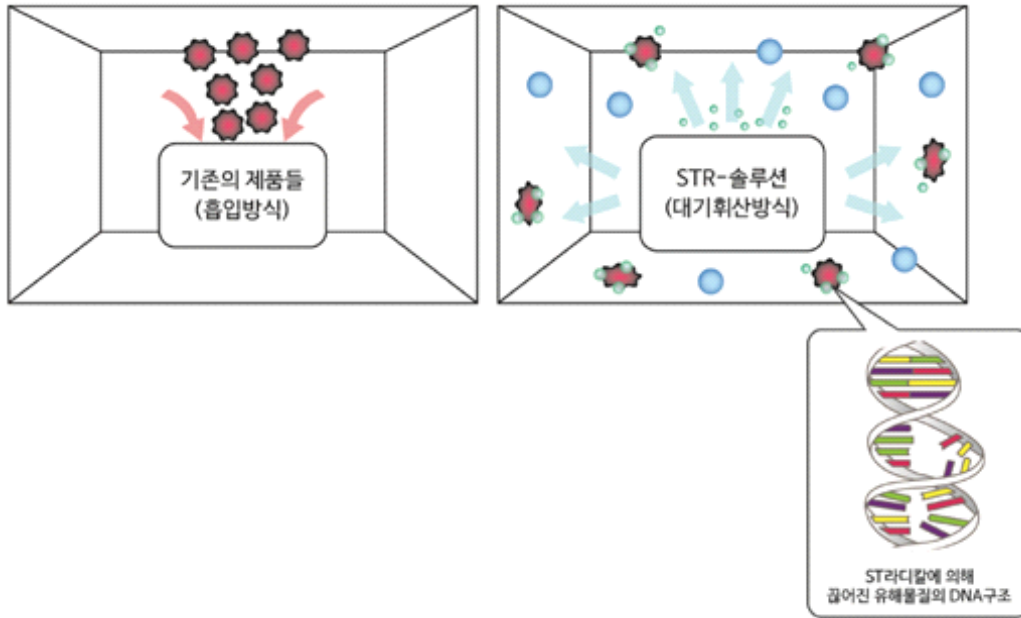 기존의 제품들
(흡입방식)
STR-솔루션
(대기휘산방식)
ST라디칼에 의해
끊어진 유해물질의 DNA구조